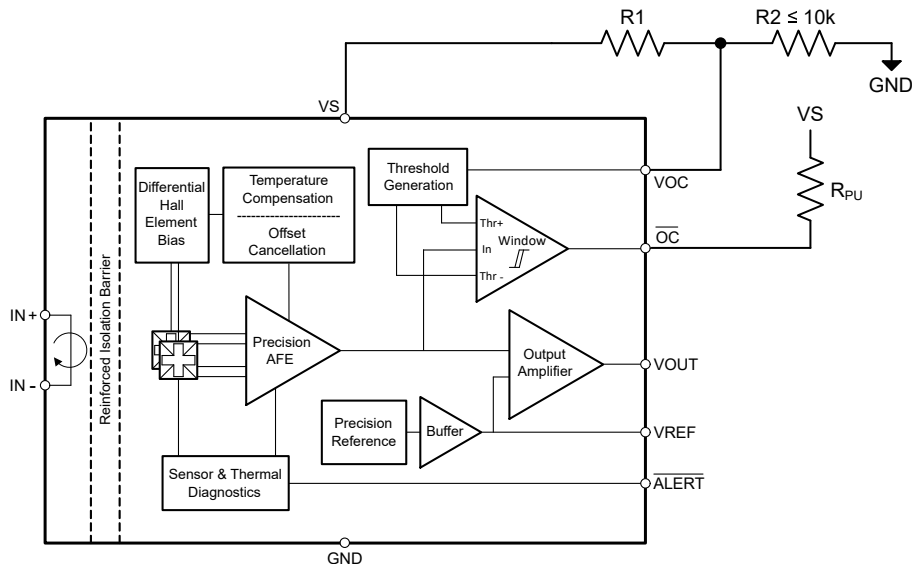 R1
R2 ≤ 10k
GND
VS
VS
R_PU
Differential
Hall
Element
Bias
Temperature
Compensation
Offset
Cancellation
Threshold
Generation
VOC
Thr+
In
Window
Thr -
OC
Reinforced Isolation Barrier
IN +
IN -
Precision
AFE
Output
Amplifier
VOUT
Precision
Reference
Buffer
VREF
Sensor & Thermal
Diagnostics
ALERT
GND